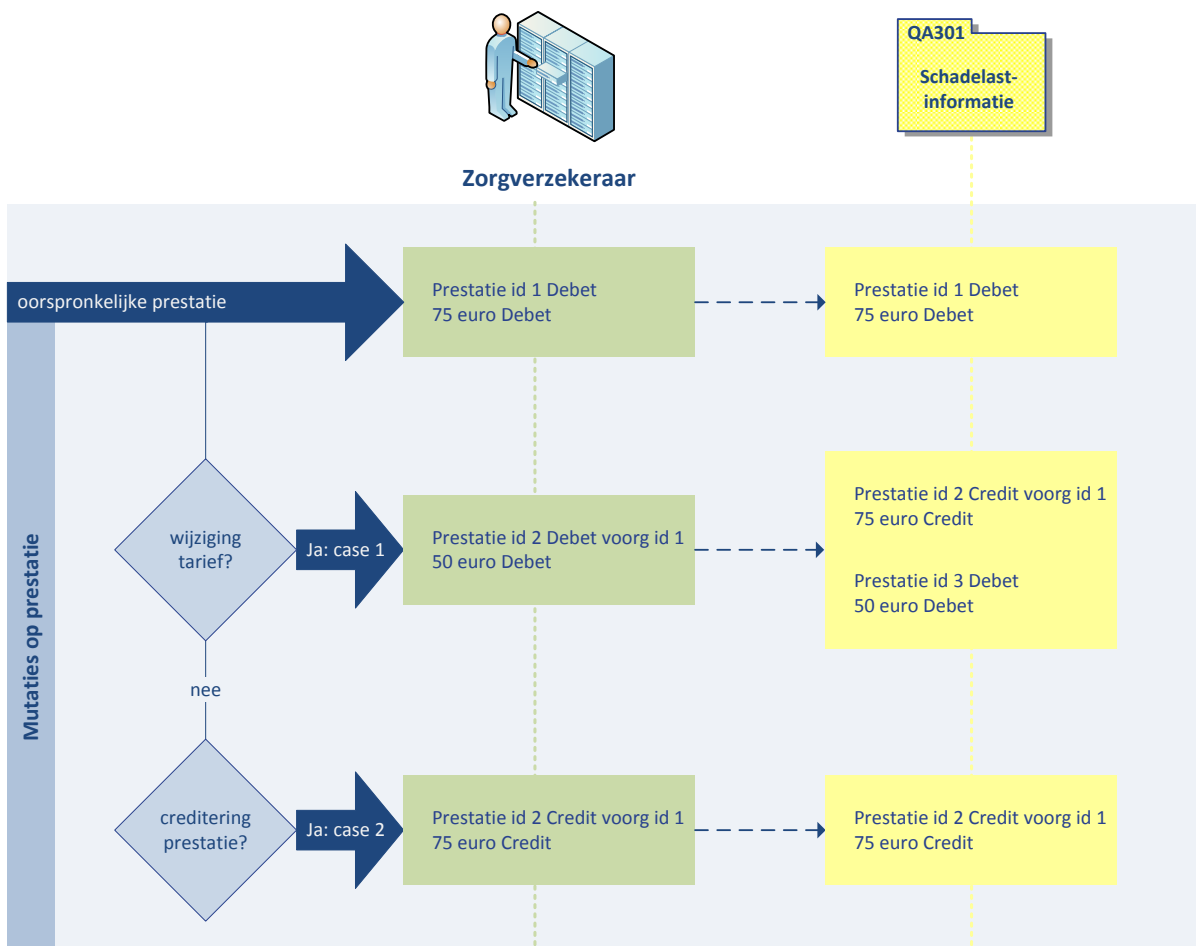 QA301
Schadelast-
informatie
Zorgverzekeraar
oorspronkelijke prestatie
Prestatie id 1 Debet
75 euro Debet
Prestatie id 1 Debet
75 euro Debet
Mutaties op prestatie
wijziging
tarief?
Ja: case 1
Prestatie id 2 Debet voorg id 1
50 euro Debet
Prestatie id 2 Credit voorg id 1
75 euro Credit
Prestatie id 3 Debet
50 euro Debet
nee
creditering
prestatie?
Ja: case 2
Prestatie id 2 Credit voorg id 1
75 euro Credit
Prestatie id 2 Credit voorg id 1
75 euro Credit